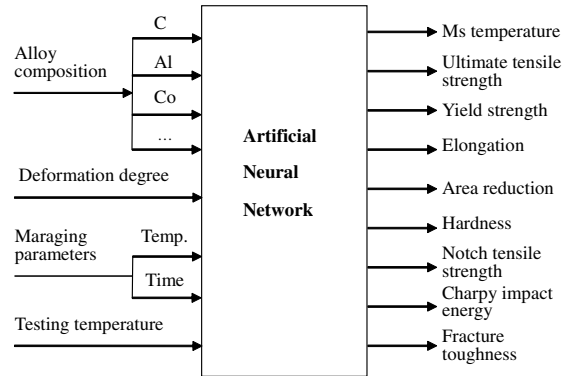 C
Alloy
composition
Al
Co
...
Deformation degree
Maraging
parameters
Temp.
Time
Testing temperature
Artificial
Neural
Network
Ms temperature
Ultimate tensile
strength
Yield strength
Elongation
Area reduction
Hardness
Notch tensile
strength
Charpy impact
energy
Fracture
toughness